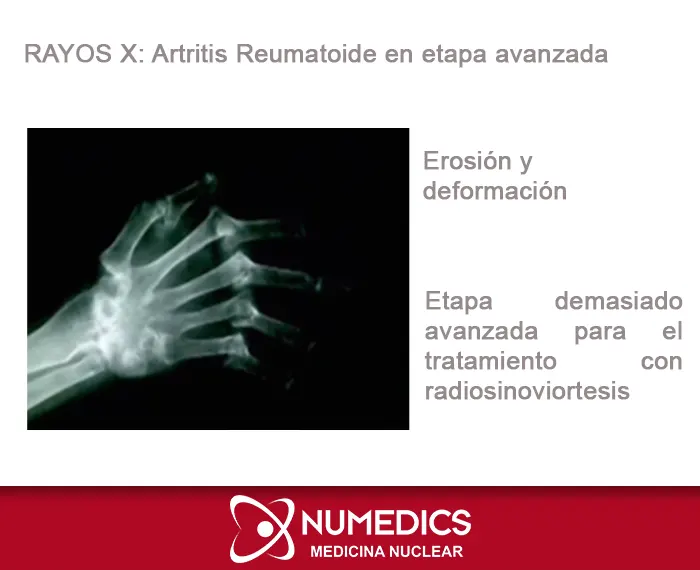 RAYOS X: Artritis Reumatoide en etapa avanzada
Erosión y
deformación
Etapa demasiado
avanzada para el
tratamiento con
radiosinoviortesis
NUMEDICS
MEDICINA NUCLEAR